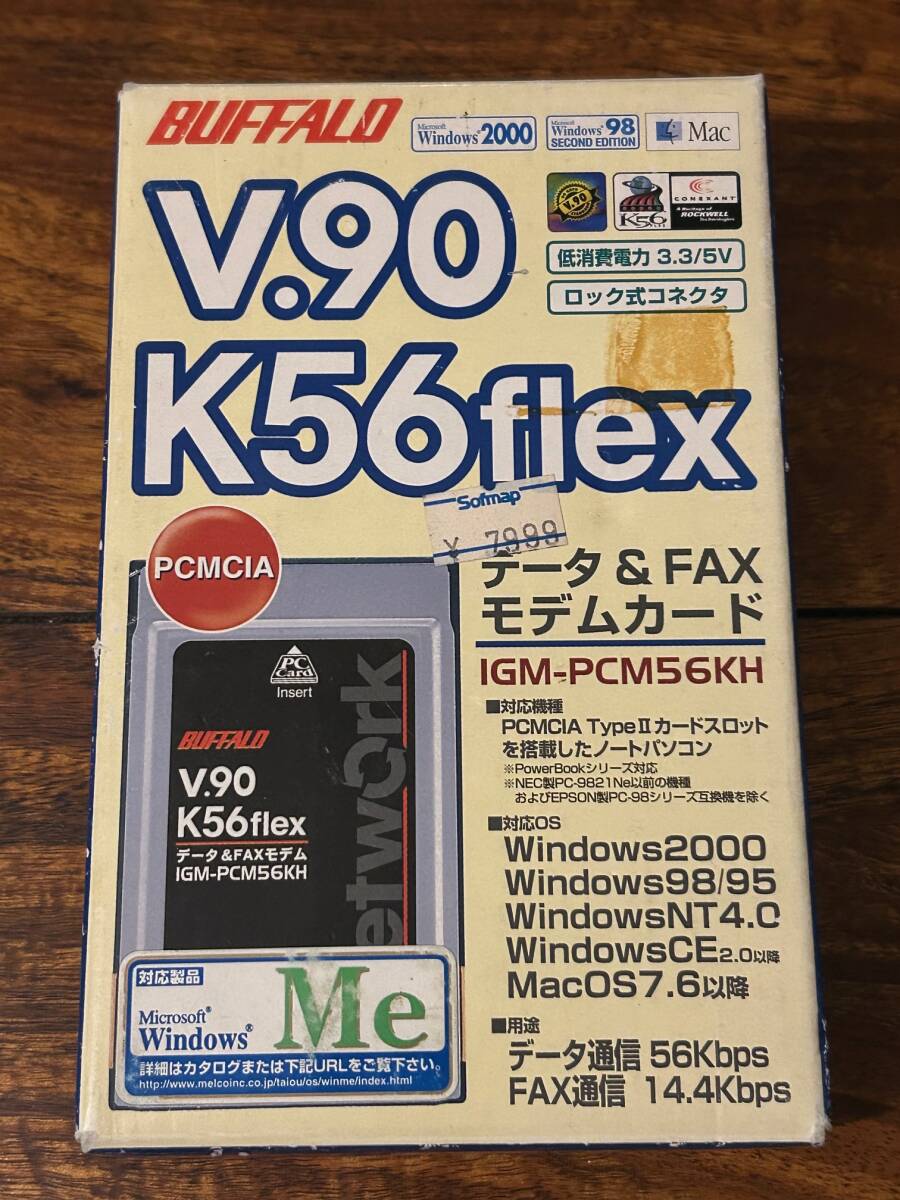 BUFFALO
Microsoft Windows 2000
Microsoft Windows 98 SECOND EDITION
Mac
V.90
K56flex
V.90
K56
CONEXANT
ROCKWELL
低消費電力 3.3/5V
ロック式コネクタ
Sofmap
¥ 7999
PCMCIA
PC Card
Insert
BUFFALO
V.90
K56flex
データ&FAXモデム
IGM-PCM56KH
etwork
データ & FAX
モデムカード
IGM-PCM56KH
■対応機種
PCMCIA TypeⅡカードスロット
を搭載したノートパソコン
※PowerBookシリーズ対応
※NEC製PC-9821Ne以前の機種
およびEPSON製PC-98シリーズ互換機を除く
■対応OS
Windows2000
Windows98/95
WindowsNT4.0
WindowsCE2.0以降
MacOS7.6以降
■用途
データ通信 56Kbps
FAX通信 14.4Kbps
対応製品
Microsoft®
Windows® Me
詳細はカタログまたは下記URLをご覧下さい。
http://www.melcoinc.co.jp/taiou/os/winme/index.html